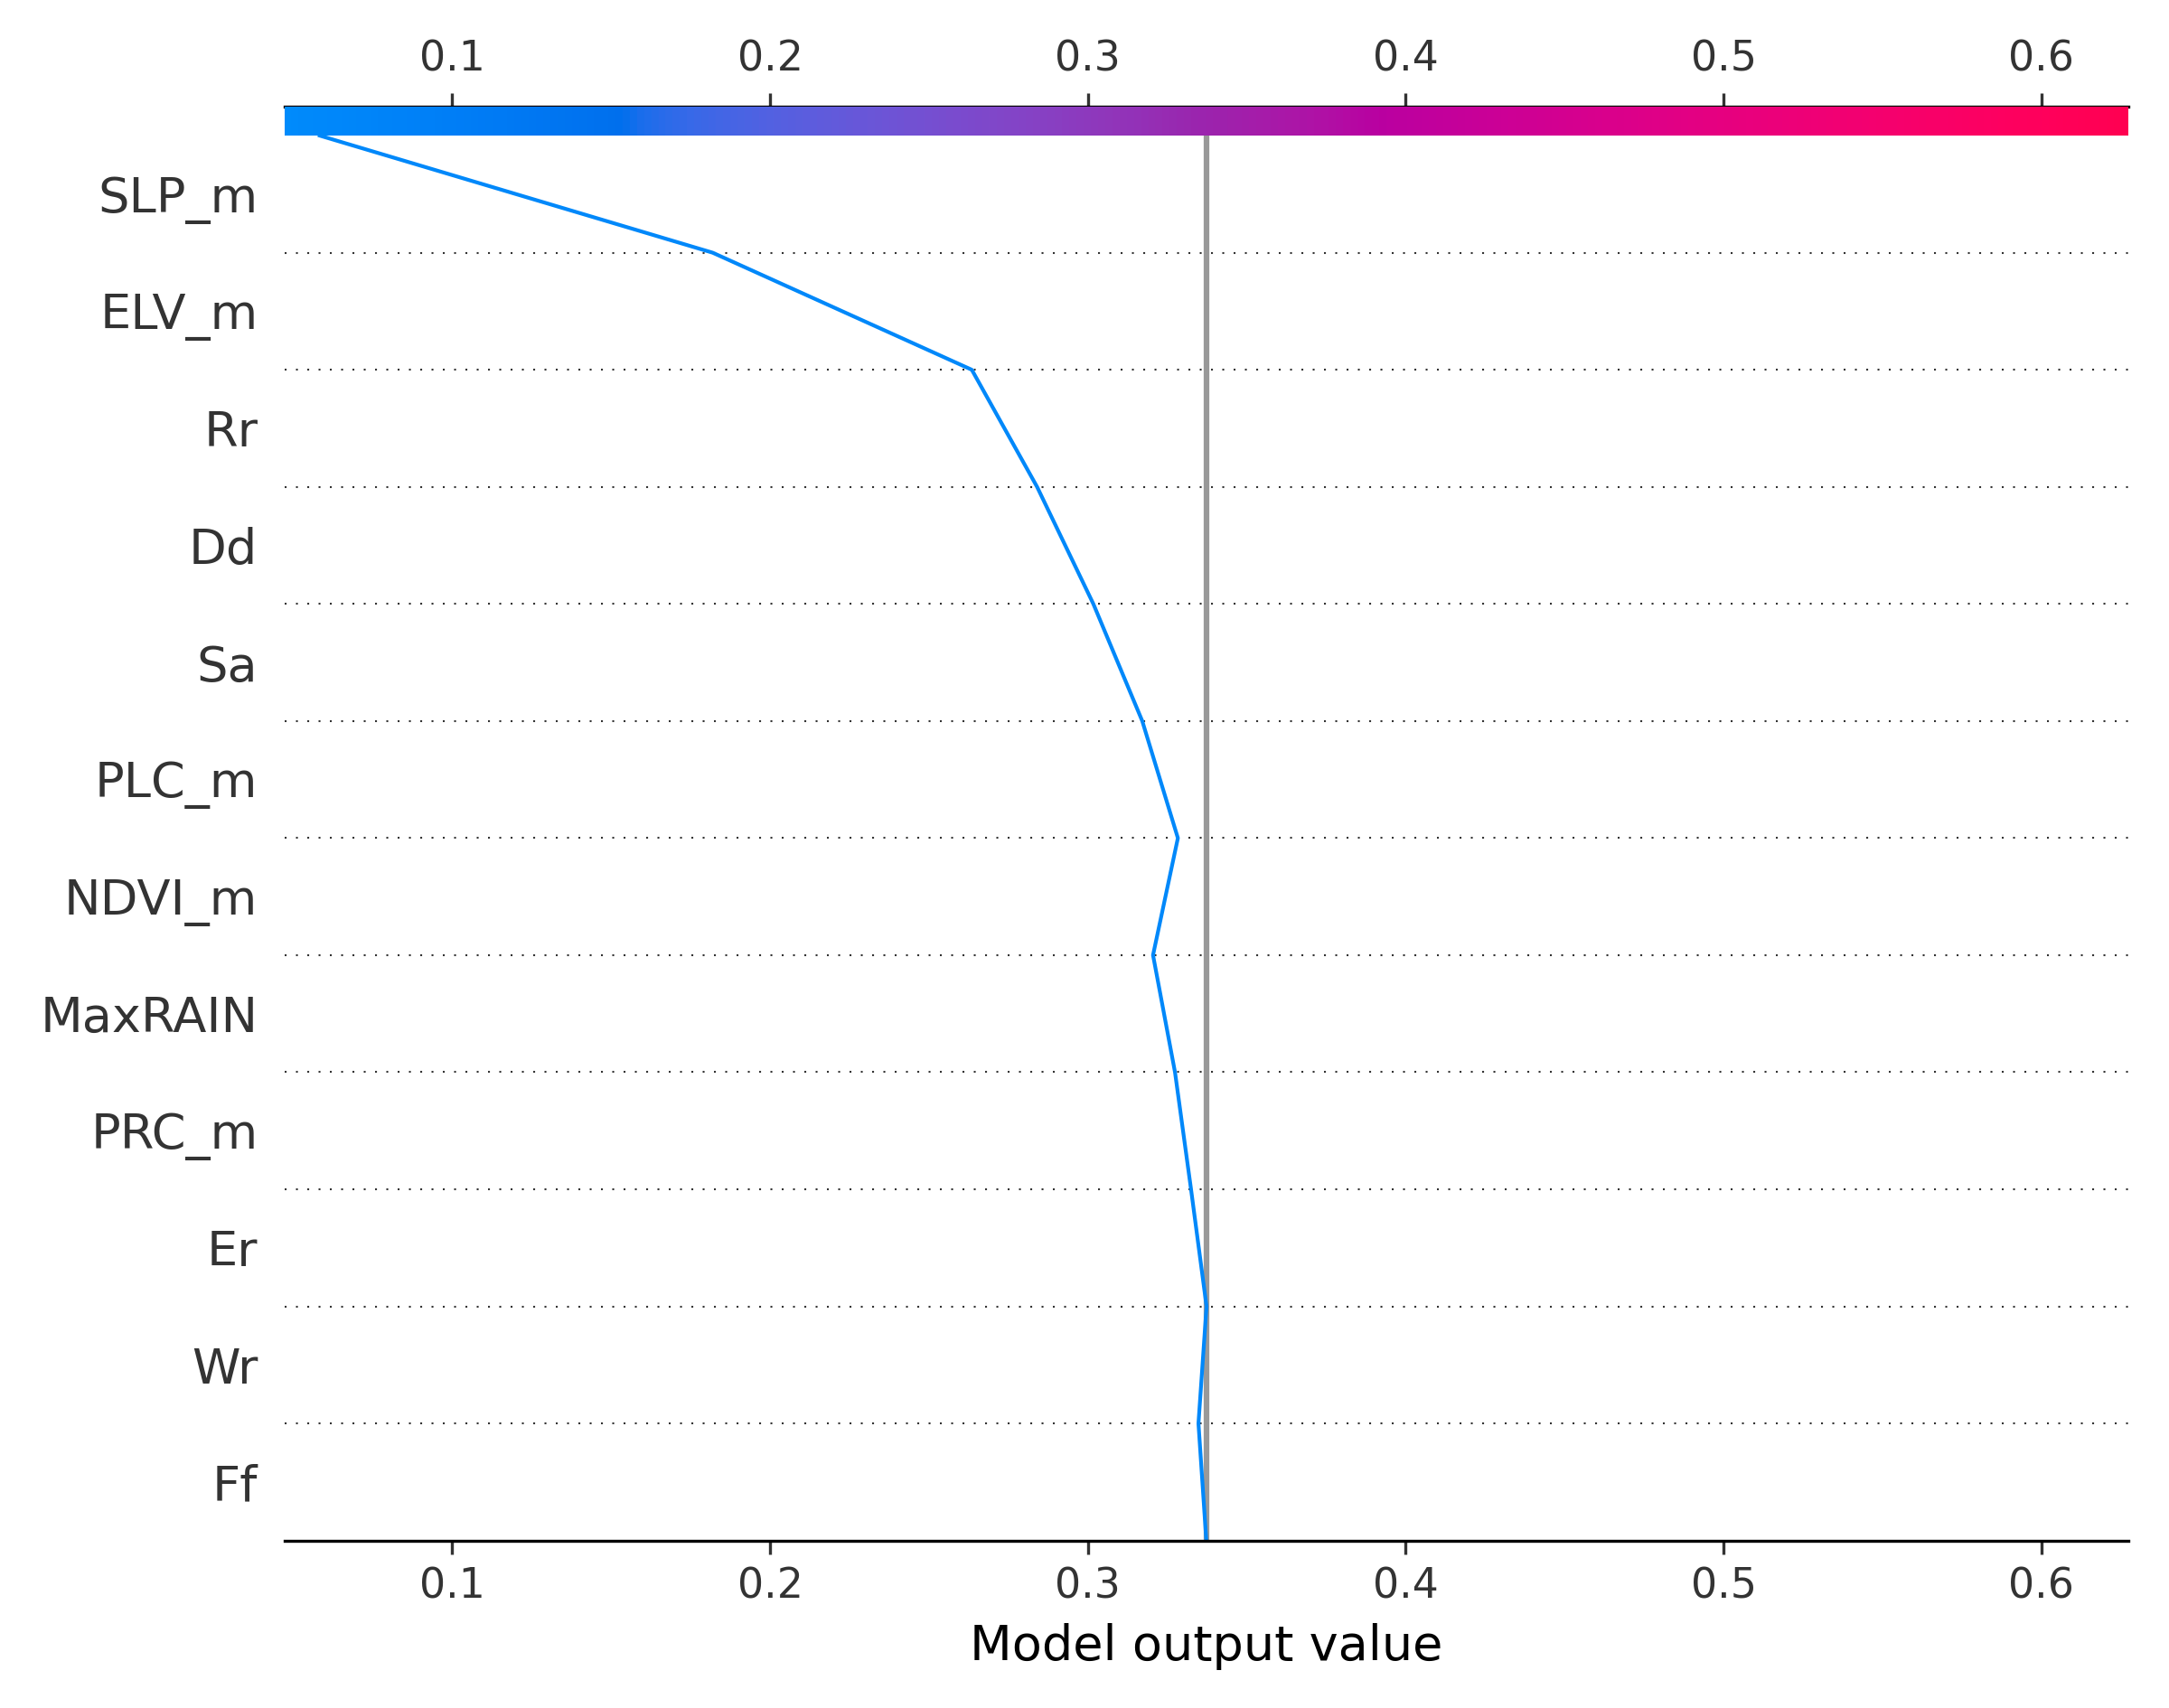 0.1 0.2 0.3 0.4 0.5 0.6
SLP_m
ELV_m
Rr
Dd
Sa
PLC_m
NDVI_m
MaxRAIN
PRC_m
Er
Wr
Ff
0.1 0.2 0.3 0.4 0.5 0.6
Model output value